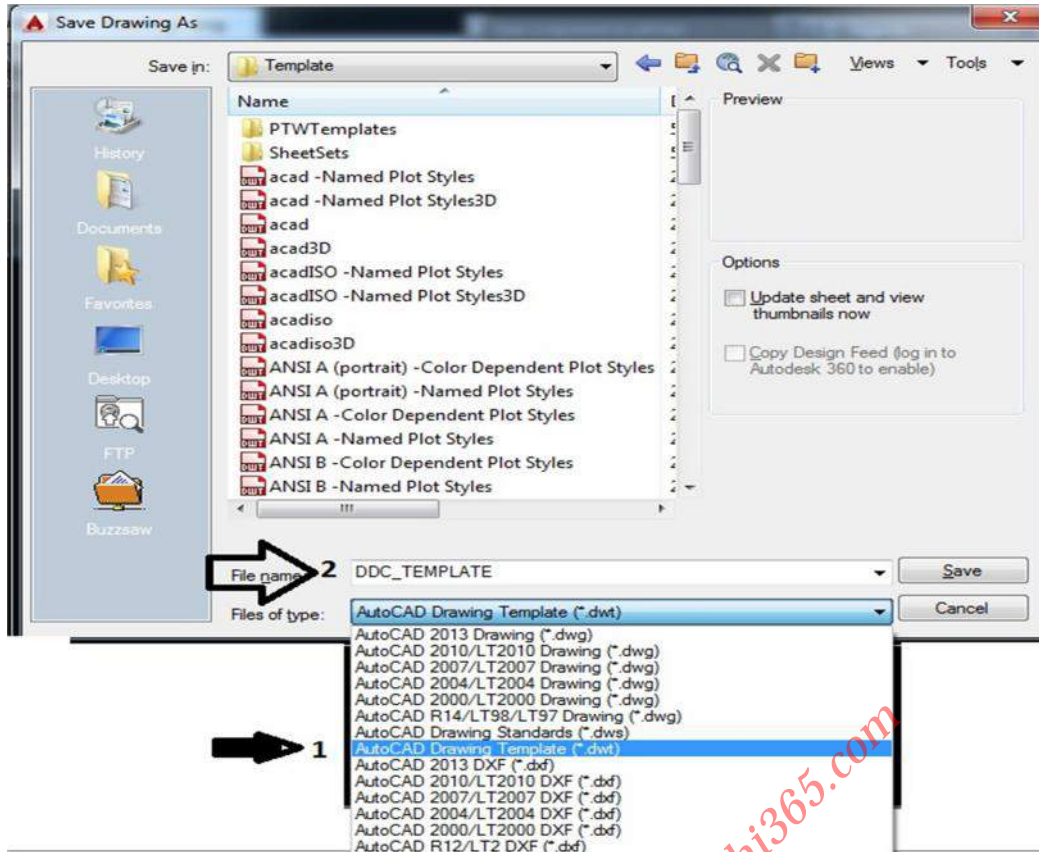 Save Drawing As
Save in: Template Views Tools
History
Documents
Favorites
Desktop
FTP
Buzzsaw
Name
PTWTemplates
SheetSets
acad -Named Plot Styles
acad -Named Plot Styles3D
acad
acad3D
acadISO -Named Plot Styles
acadISO -Named Plot Styles3D
acadiso
acadiso3D
ANSI A (portrait) -Color Dependent Plot Styles
ANSI A (portrait) -Named Plot Styles
ANSI A -Color Dependent Plot Styles
ANSI A -Named Plot Styles
ANSI B -Color Dependent Plot Styles
ANSI B -Named Plot Styles
Preview
Options
Update sheet and view
thumbnails now
Copy Design Feed (log in to
Autodesk 360 to enable)
File name 2 DDC_TEMPLATE Save
Files of type: AutoCAD Drawing Template (*.dwt) Cancel
AutoCAD 2013 Drawing (*.dwg)
AutoCAD 2010/LT2010 Drawing (*.dwg)
AutoCAD 2007/LT2007 Drawing (*.dwg)
AutoCAD 2004/LT2004 Drawing (*.dwg)
AutoCAD 2000/LT2000 Drawing (*.dwg)
AutoCAD R14/LT98/LT97 Drawing (*.dwg)
AutoCAD Drawing Standards (*.dws)
1 AutoCAD Drawing Template (*.dwt)
AutoCAD 2013 DXF (*.dxf)
AutoCAD 2010/LT2010 DXF (*.dxf)
AutoCAD 2007/LT2007 DXF (*.dxf)
AutoCAD 2004/LT2004 DXF (*.dxf)
AutoCAD 2000/LT2000 DXF (*.dxf)
AutoCAD R12/LT2 DXF (*.dxf)
hi365.com